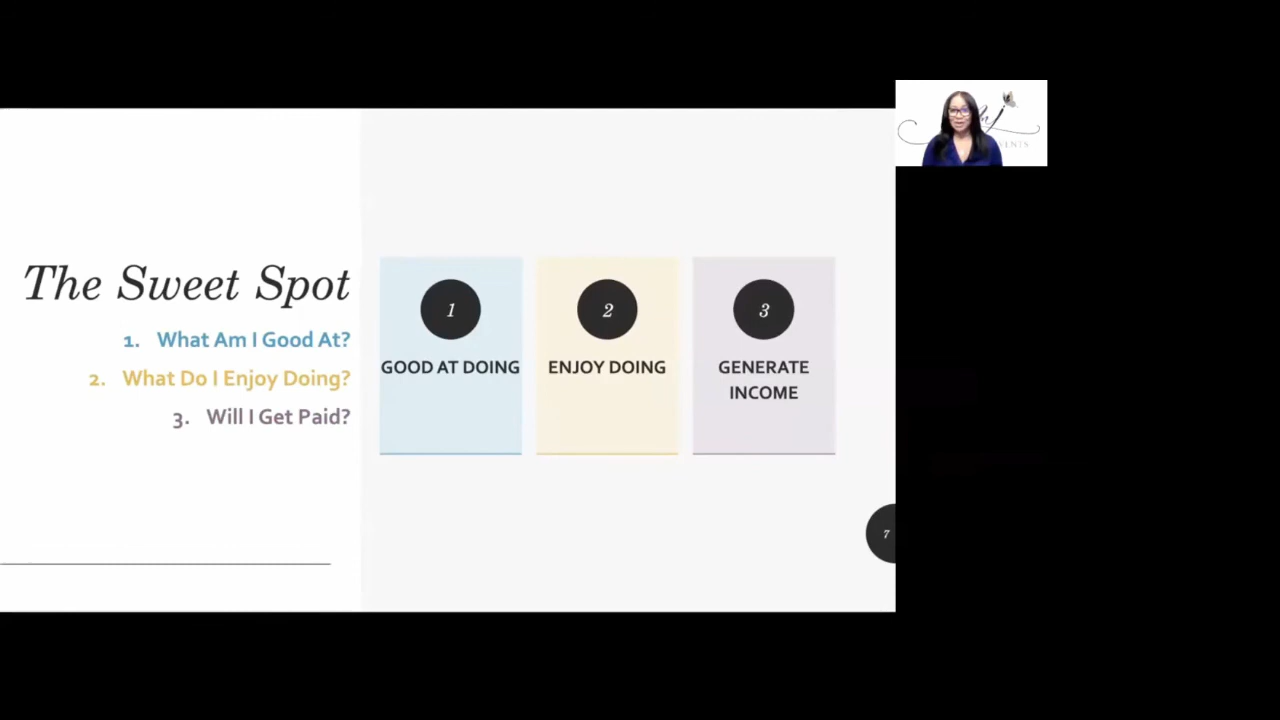 The Sweet Spot
1. What Am I Good At?
2. What Do I Enjoy Doing?
3. Will I Get Paid?
1
GOOD AT DOING
2
ENJOY DOING
3
GENERATE
INCOME
7